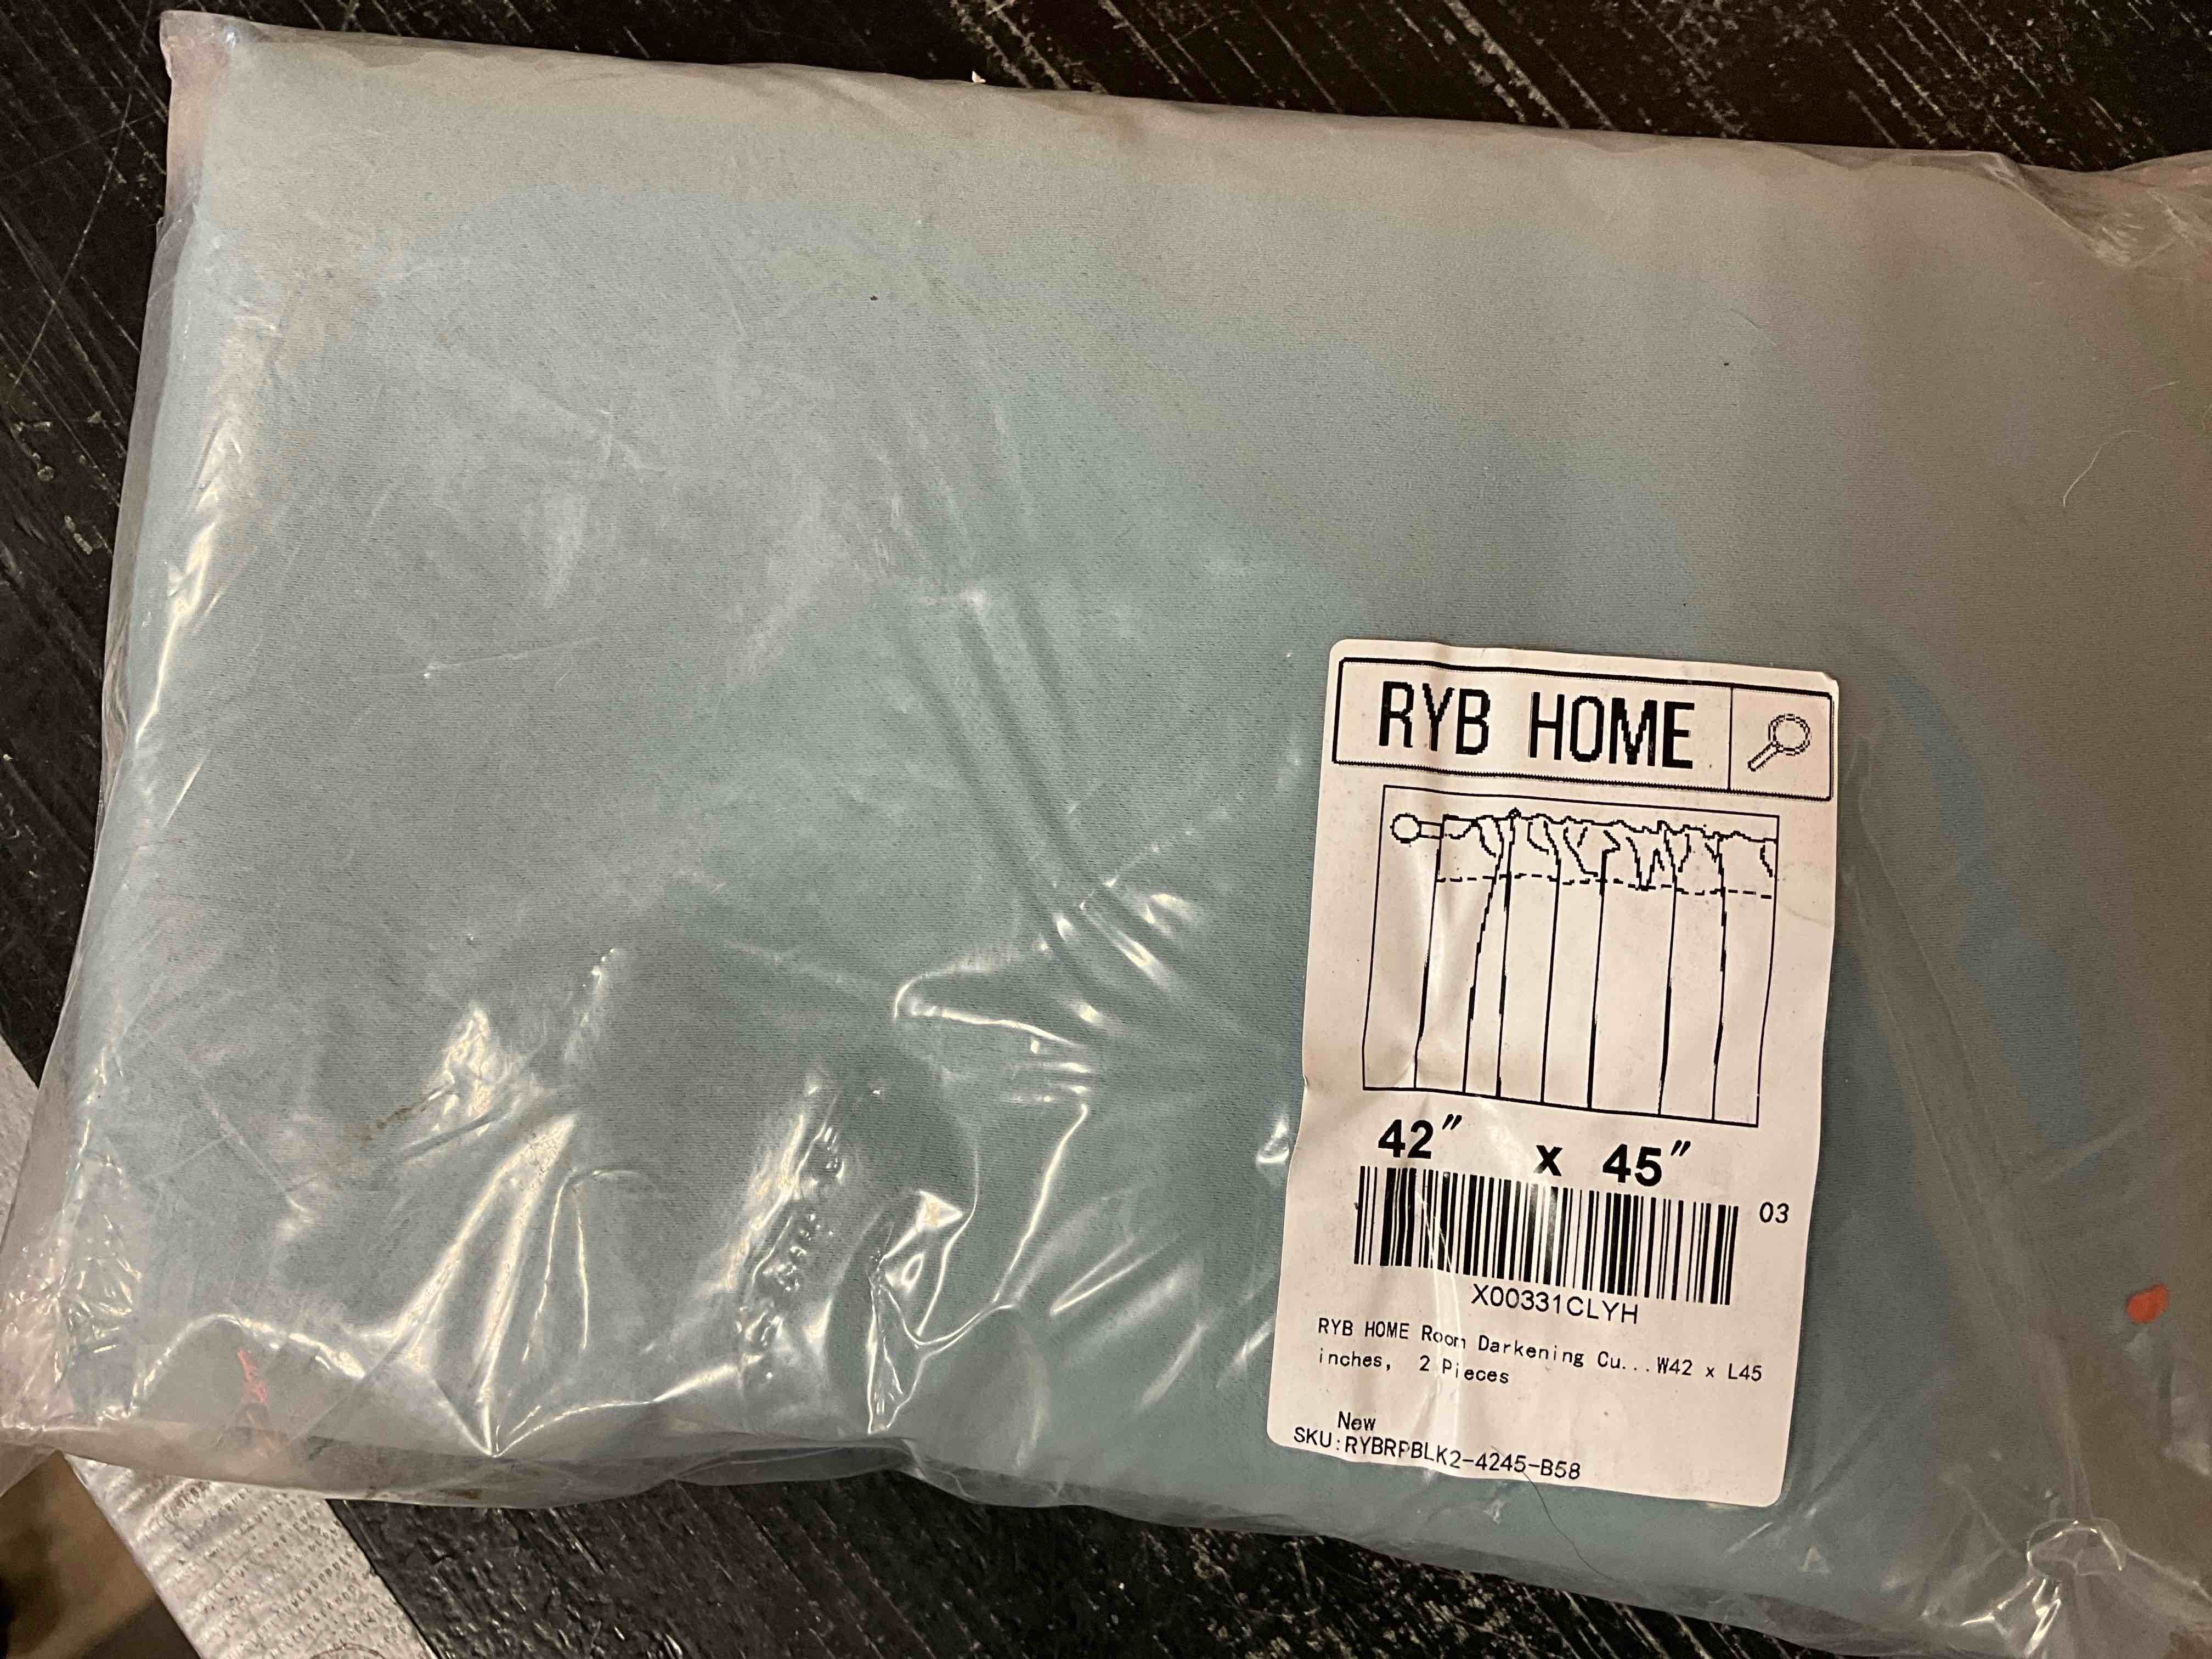 RYB HOME
42" x 45"
03
X00331CLYH
RYB HOME Room Darkening Cu...W42 x L45
inches, 2 Pieces
New
SKU:RYBRPBLK2-4245-B58